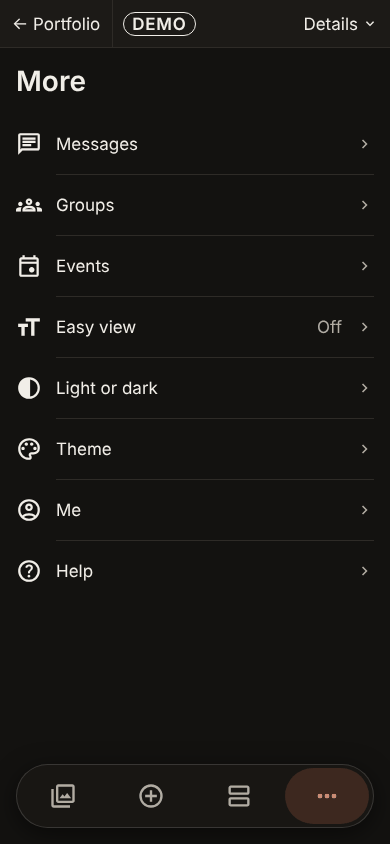 ← Portfolio
DEMO
Details
More
Messages
Groups
Events
Easy view Off
Light or dark
Theme
Me
Help